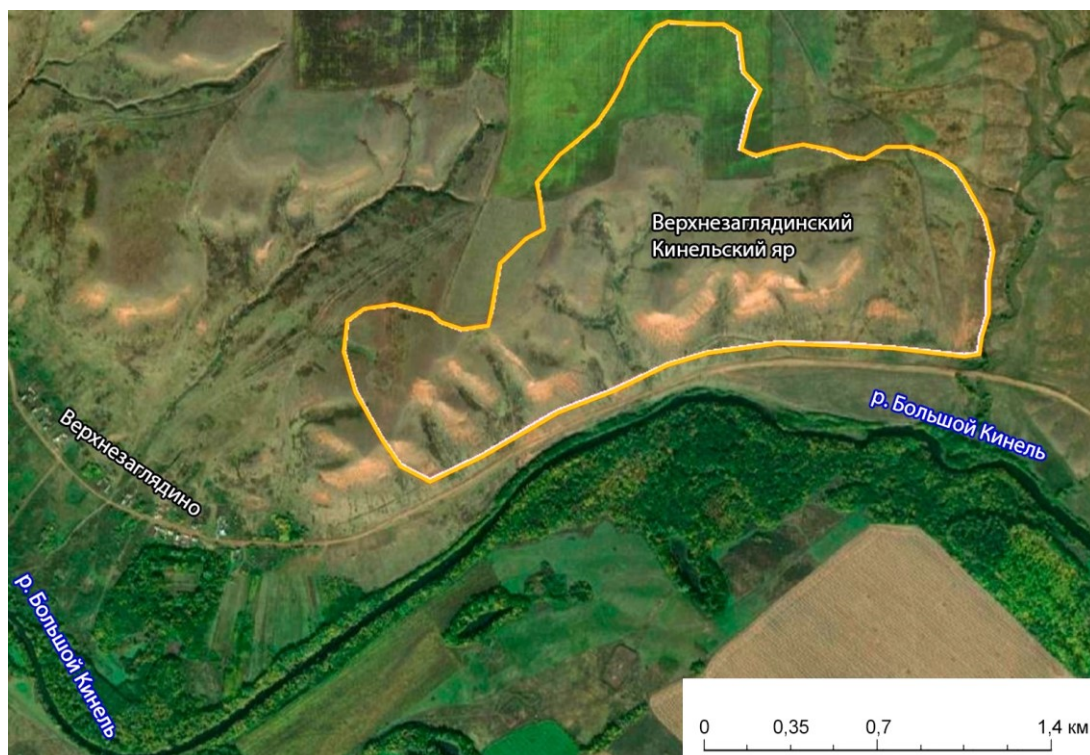 Верхнезаглядинский
Кинельский яр
р. Большой Кинель
Верхнезаглядино
р. Большой Кинель
0 0,35 0,7 1,4 км